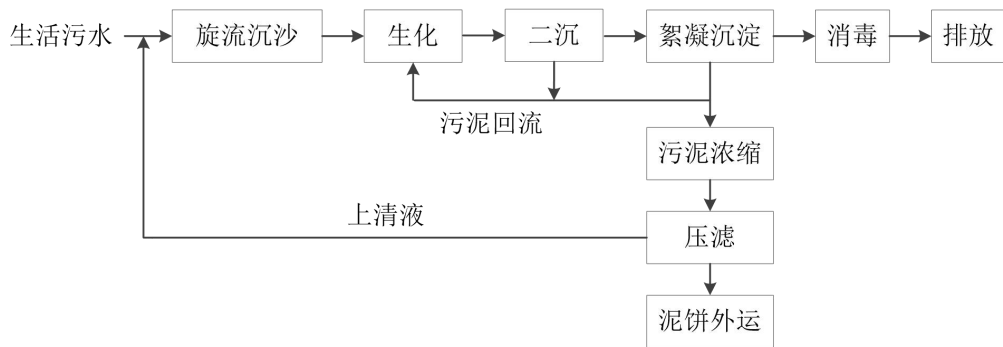 生活污水
旋流沉沙
生化
二沉
絮凝沉淀
消毒
排放
污泥回流
污泥浓缩
上清液
压滤
泥饼外运